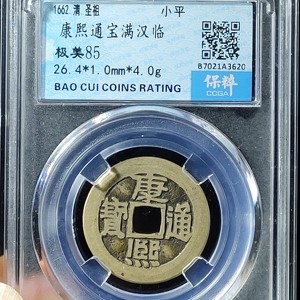 1662 清 圣祖 小平
康熙通宝满汉临
极美85
26.4*1.0mm*4.0g
BAO CUI COINS RATING
保粹
CCGA
B7021A3620
康熙通寶